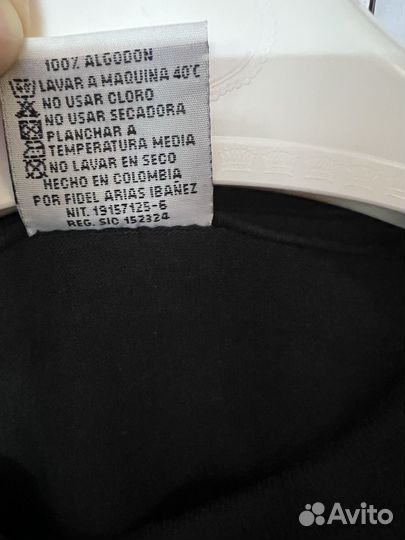 100% ALGODON
LAVAR A MAQUINA 40°C
NO USAR CLORO
NO USAR SECADORA
PLANCHAR A
TEMPERATURA MEDIA
NO LAVAR EN SECO
HECHO EN COLOMBIA
POR FIDEL ARIAS IBAÑEZ
NIT. 19157125-6
REG. SIC 152324
Avito